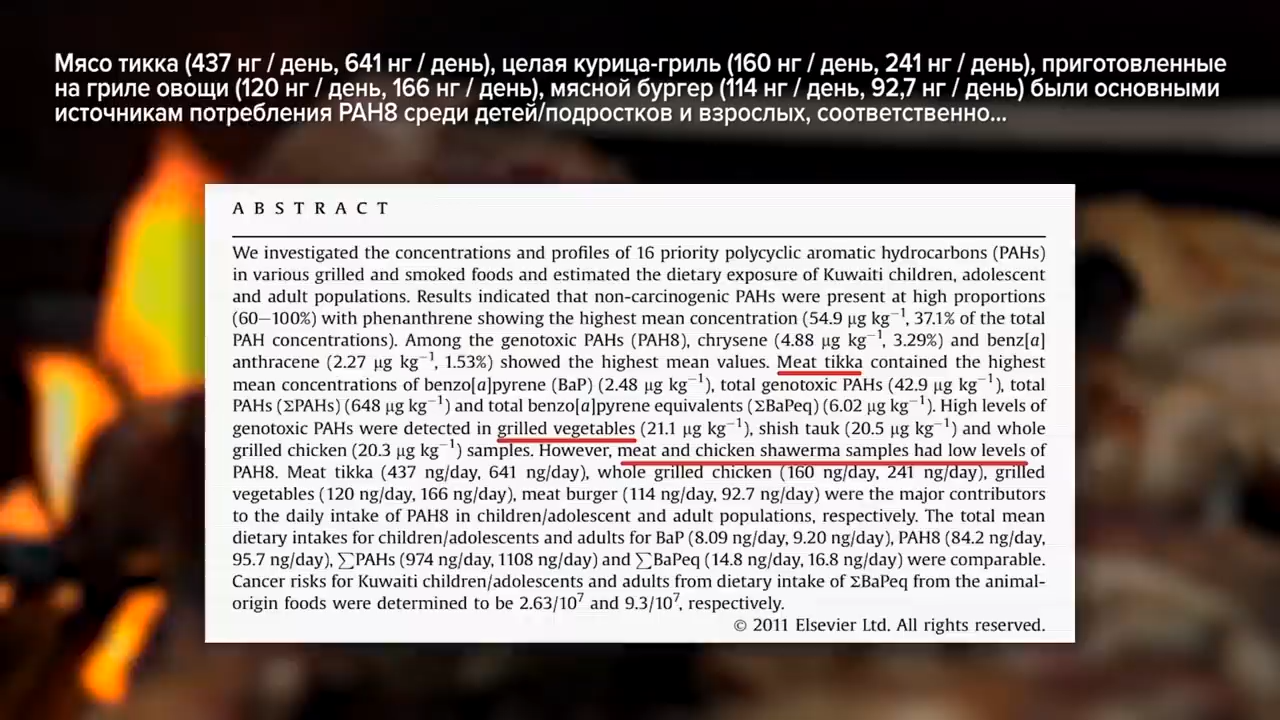 Мясо тикка (437 нг / день, 641 нг / день), целая курица-гриль (160 нг / день, 241 нг / день), приготовленные
на гриле овощи (120 нг / день, 166 нг / день), мясной бургер (114 нг / день, 92,7 нг / день) были основными
источникам потребления PAH8 среди детей/подростков и взрослых, соответственно...
A B S T R A C T
We investigated the concentrations and profiles of 16 priority polycyclic aromatic hydrocarbons (PAHs)
in various grilled and smoked foods and estimated the dietary exposure of Kuwaiti children, adolescent
and adult populations. Results indicated that non-carcinogenic PAHs were present at high proportions
(60–100%) with phenanthrene showing the highest mean concentration (54.9 μg kg⁻¹, 37.1% of the total
PAH concentrations). Among the genotoxic PAHs (PAH8), chrysene (4.88 μg kg⁻¹, 3.29%) and benz[a]
anthracene (2.27 μg kg⁻¹, 1.53%) showed the highest mean values. Meat tikka contained the highest
mean concentrations of benzo[a]pyrene (BaP) (2.48 μg kg⁻¹), total genotoxic PAHs (42.9 μg kg⁻¹), total
PAHs (ΣPAHs) (648 μg kg⁻¹) and total benzo[a]pyrene equivalents (ΣBaPeq) (6.02 μg kg⁻¹). High levels of
genotoxic PAHs were detected in grilled vegetables (21.1 μg kg⁻¹), shish tauk (20.5 μg kg⁻¹) and whole
grilled chicken (20.3 μg kg⁻¹) samples. However, meat and chicken shawerma samples had low levels of
PAH8. Meat tikka (437 ng/day, 641 ng/day), whole grilled chicken (160 ng/day, 241 ng/day), grilled
vegetables (120 ng/day, 166 ng/day), meat burger (114 ng/day, 92.7 ng/day) were the major contributors
to the daily intake of PAH8 in children/adolescent and adult populations, respectively. The total mean
dietary intakes for children/adolescents and adults for BaP (8.09 ng/day, 9.20 ng/day), PAH8 (84.2 ng/day,
95.7 ng/day), ∑PAHs (974 ng/day, 1108 ng/day) and ∑BaPeq (14.8 ng/day, 16.8 ng/day) were comparable.
Cancer risks for Kuwaiti children/adolescents and adults from dietary intake of ΣBaPeq from the animal-
origin foods were determined to be 2.63/10⁷ and 9.3/10⁷, respectively.
© 2011 Elsevier Ltd. All rights reserved.